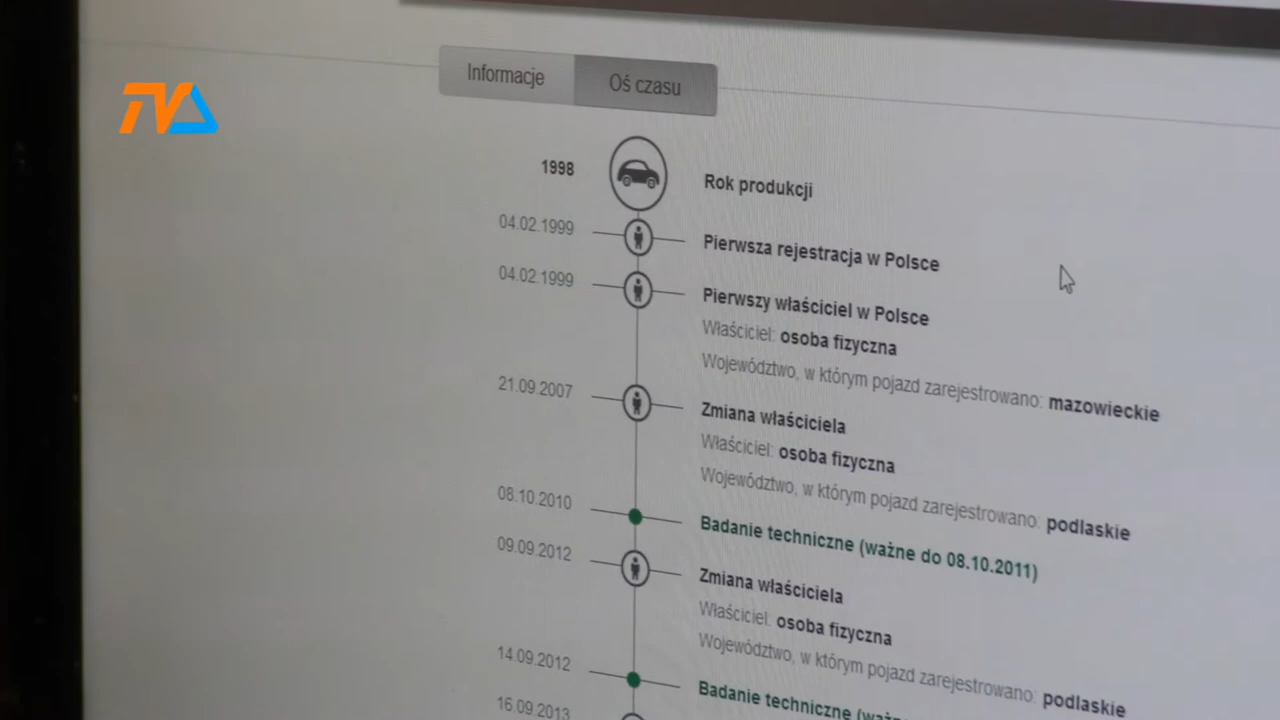 TVS
Informacje
Oś czasu
1998
Rok produkcji
04.02.1999
Pierwsza rejestracja w Polsce
04.02.1999
Pierwszy właściciel w Polsce
Właściciel: osoba fizyczna
Województwo, w którym pojazd zarejestrowano: mazowieckie
21.09.2007
Zmiana właściciela
Właściciel: osoba fizyczna
Województwo, w którym pojazd zarejestrowano: podlaskie
08.10.2010
Badanie techniczne (ważne do 08.10.2011)
09.09.2012
Zmiana właściciela
Właściciel: osoba fizyczna
Województwo, w którym pojazd zarejestrowano: podlaskie
14.09.2012
Badanie techniczne
16.09.2013